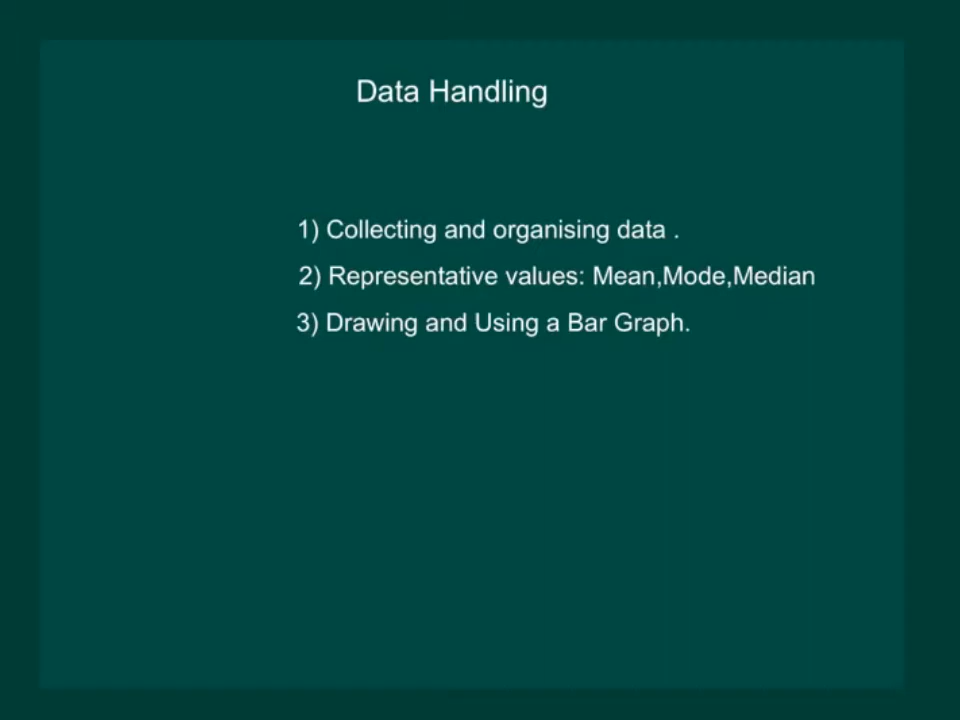 Data Handling
1) Collecting and organising data .
2) Representative values: Mean,Mode,Median
3) Drawing and Using a Bar Graph.